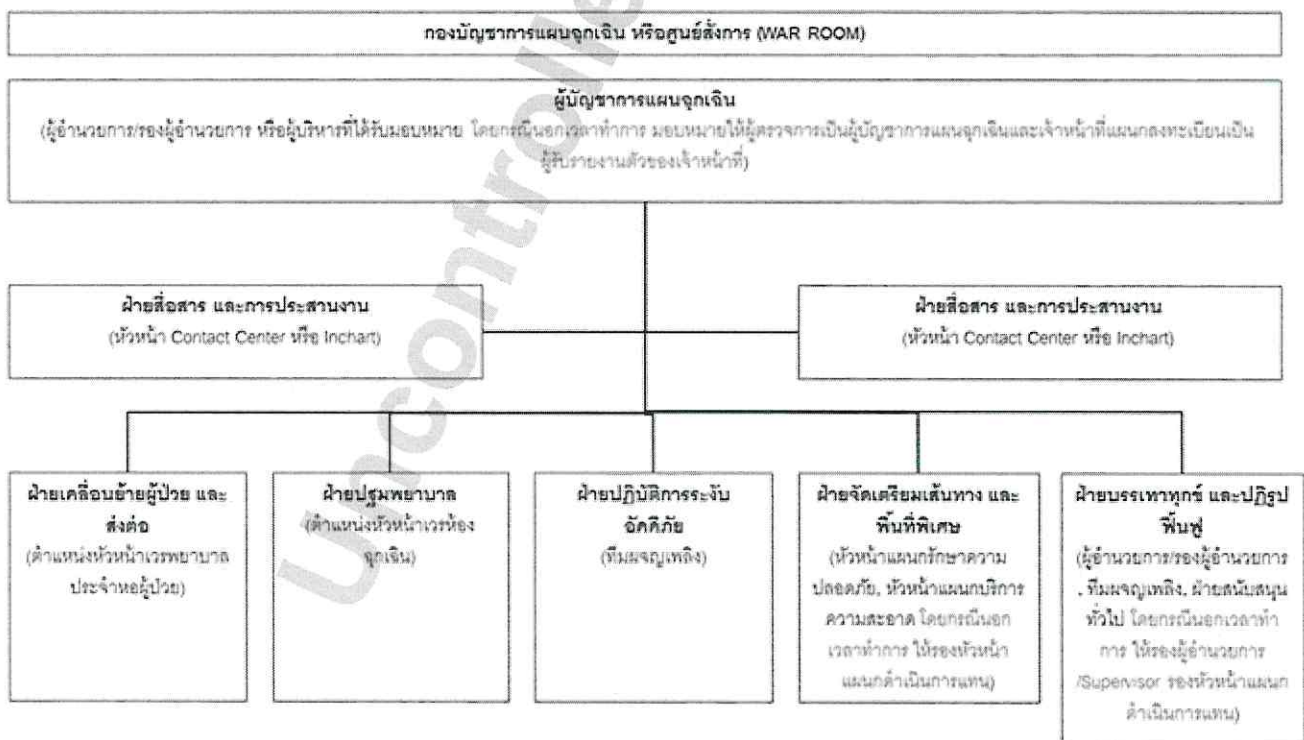 กองบัญชาการแผนฉุกเฉิน หรือศูนย์สั่งการ (WAR ROOM)
ผู้บัญชาการแผนฉุกเฉิน
(ผู้อำนวยการ/รองผู้อำนวยการ หรือผู้บริหารที่ได้รับมอบหมาย โดยกรณีนอกเวลาทำการ มอบหมายให้ผู้ตรวจการเป็นผู้บัญชาการแผนฉุกเฉินและเจ้าหน้าที่แผนกลงทะเบียนเป็น
ผู้รับรายงานตัวของเจ้าหน้าที่)
ฝ่ายสื่อสาร และการประสานงาน
(หัวหน้า Contact Center หรือ Inchart)
ฝ่ายสื่อสาร และการประสานงาน
(หัวหน้า Contact Center หรือ Inchart)
ฝ่ายเคลื่อนย้ายผู้ป่วย และ
ส่งต่อ
(ตำแหน่งหัวหน้าเวรพยาบาล
ประจำหอผู้ป่วย)
ฝ่ายปฐมพยาบาล
(ตำแหน่งหัวหน้าเวรห้อง
ฉุกเฉิน)
ฝ่ายปฏิบัติการระงับ
อัคคีภัย
(ทีมผจญเพลิง)
ฝ่ายจัดเตรียมเส้นทาง และ
พื้นที่พิเศษ
(หัวหน้าแผนกรักษาความ
ปลอดภัย, หัวหน้าแผนกบริการ
ความสะอาด โดยกรณีนอก
เวลาทำการ ให้รองหัวหน้า
แผนกดำเนินการแทน)
ฝ่ายบรรเทาทุกข์ และปฏิรูป
ฟื้นฟู
(ผู้อำนวยการ/รองผู้อำนวยการ
, ทีมผจญเพลิง, ฝ่ายสนับสนุน
ทั่วไป โดยกรณีนอกเวลาทำ
การ ให้รองผู้อำนวยการ
/Supervisor รองหัวหน้าแผนก
ดำเนินการแทน)
Uncontrolle